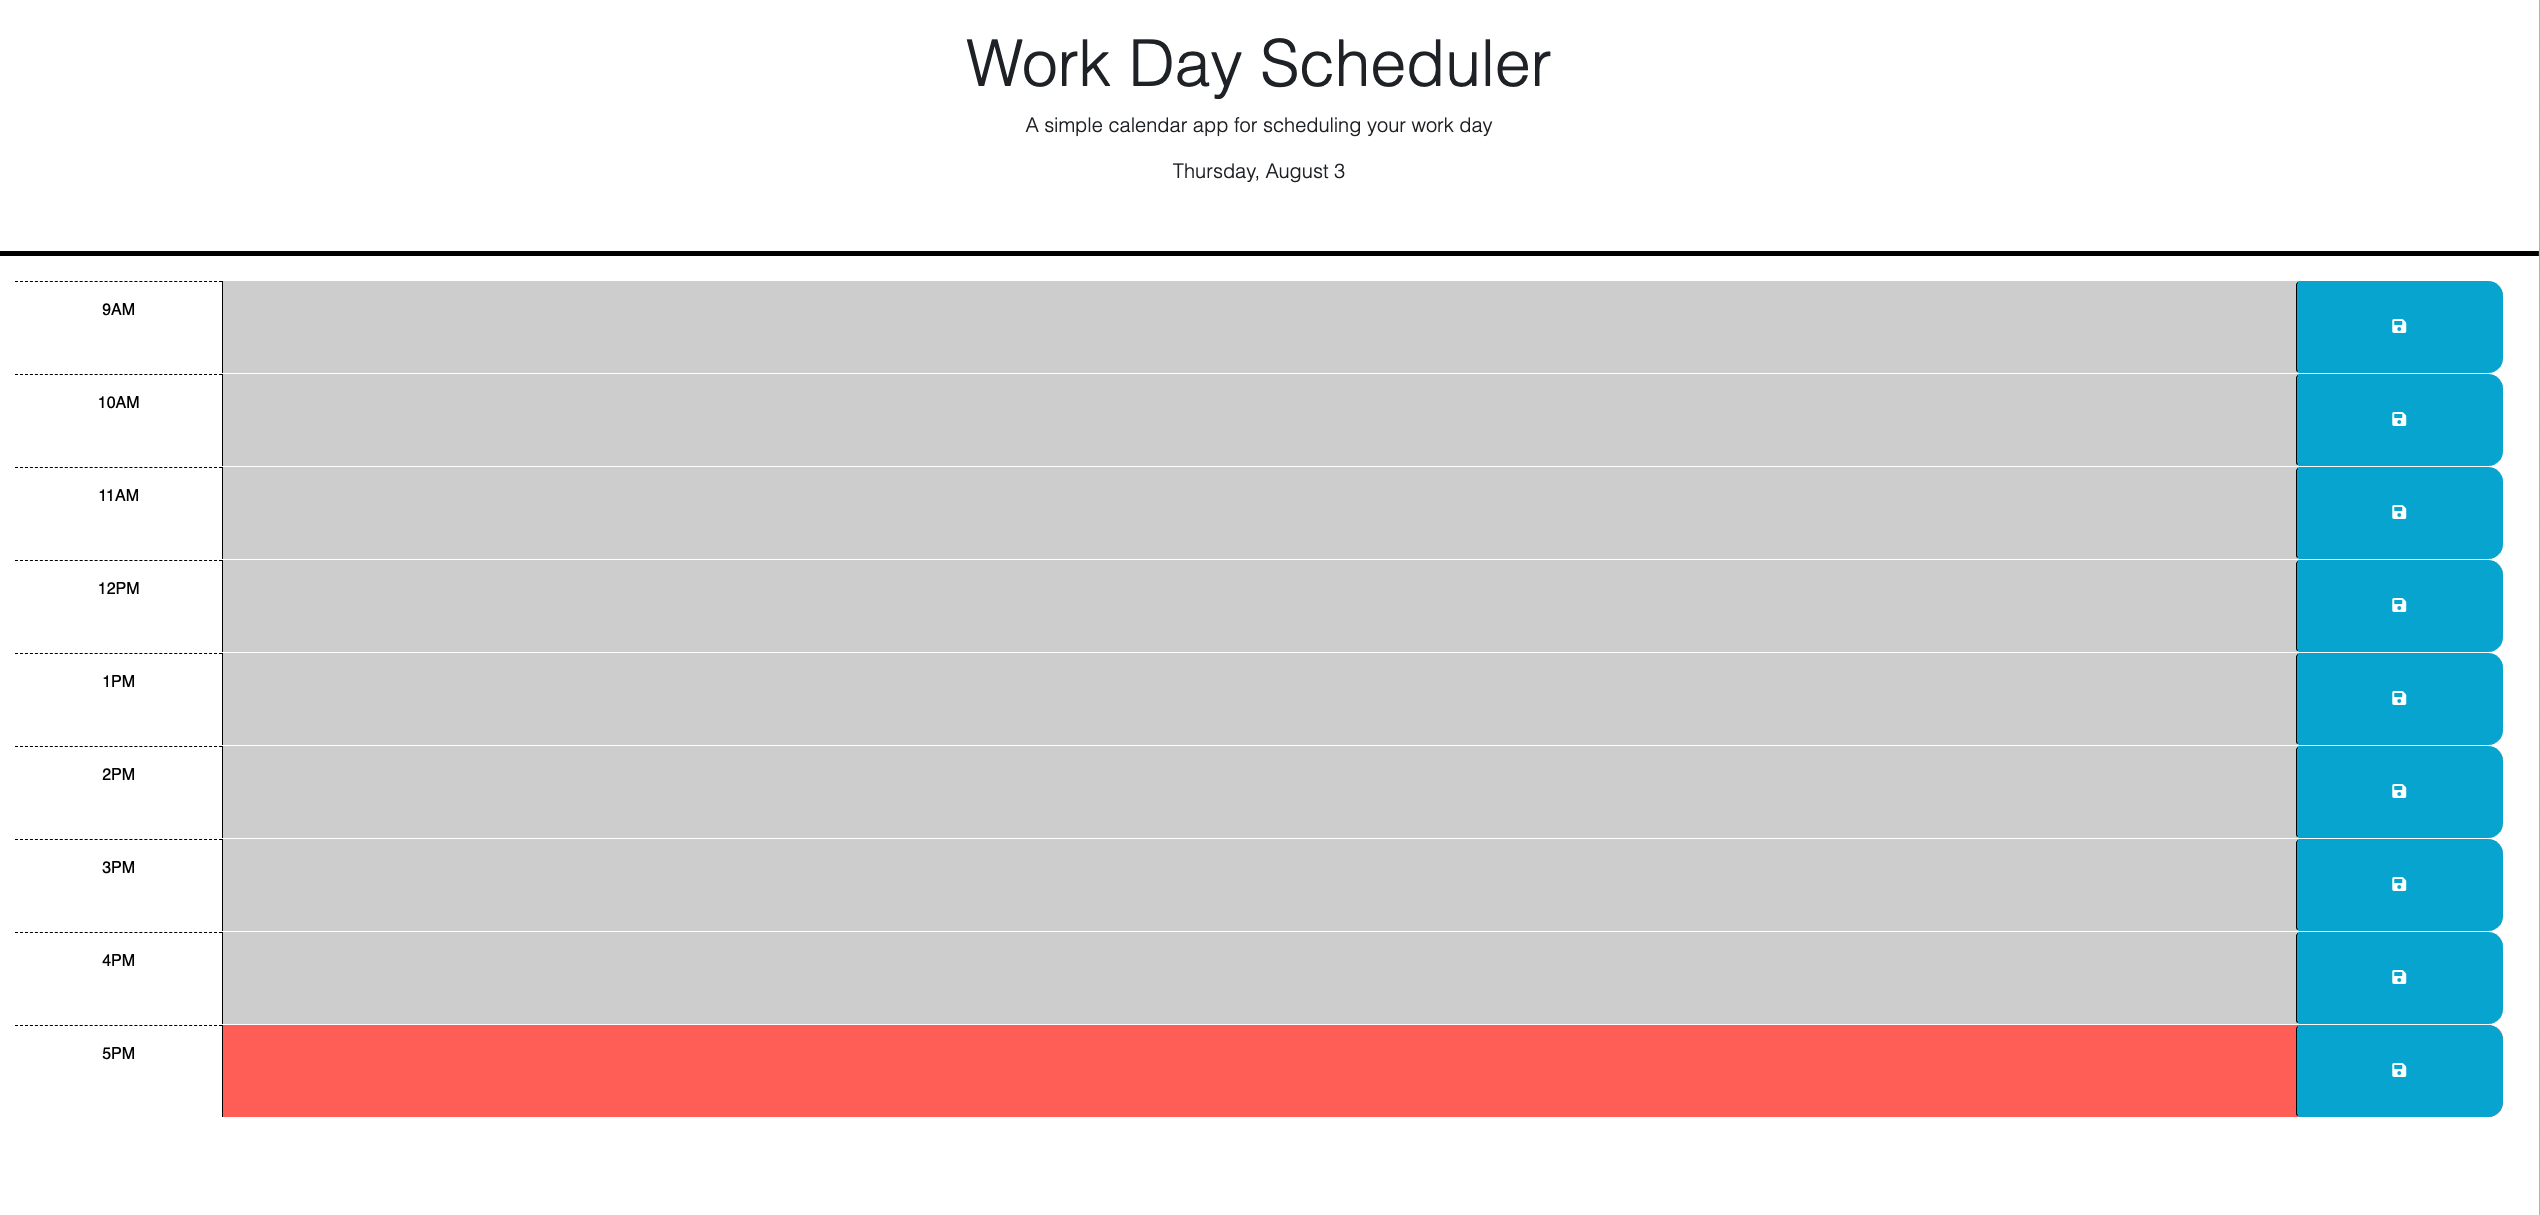 Work Day Scheduler
A simple calendar app for scheduling your work day
Thursday, August 3
9AM
10AM
11AM
12PM
1PM
2PM
3PM
4PM
5PM